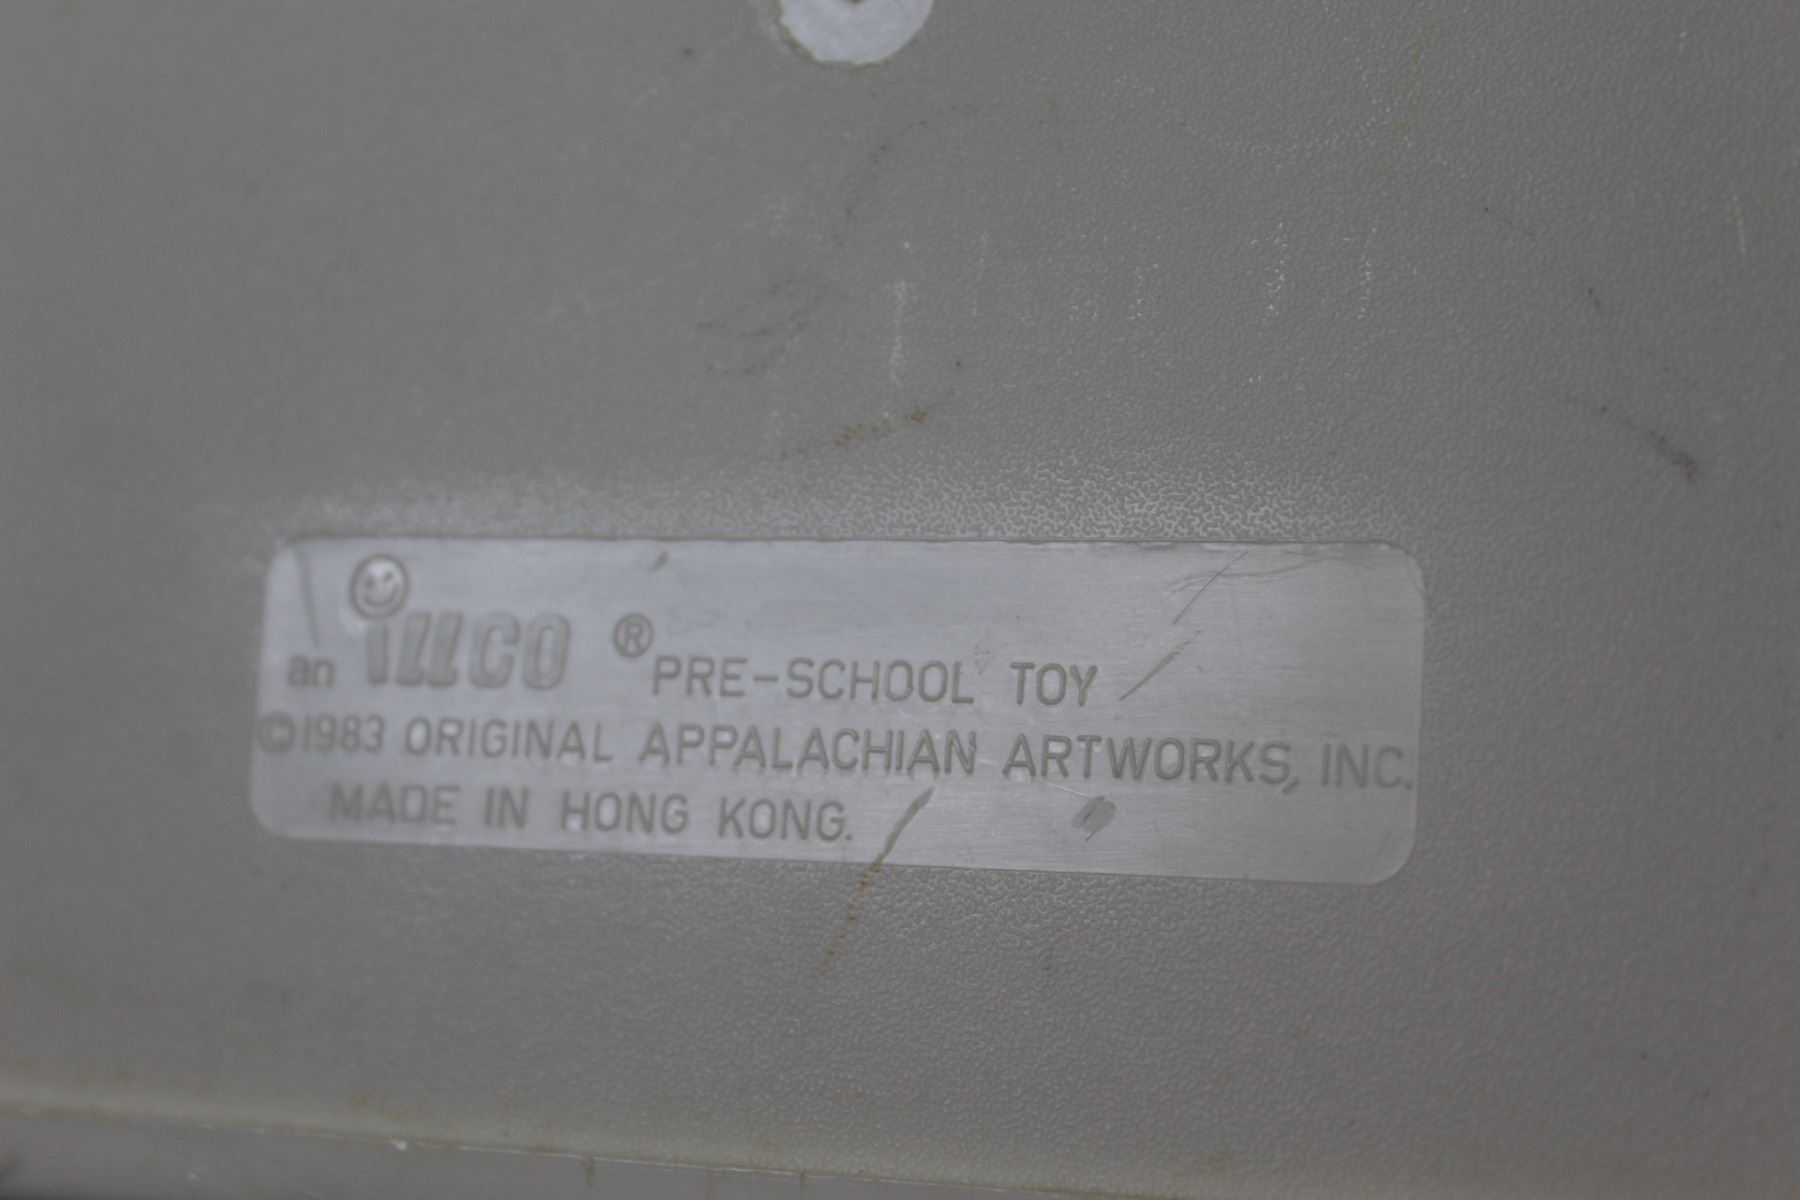 an illco ® PRE-SCHOOL TOY
©1983 ORIGINAL APPALACHIAN ARTWORKS, INC.
MADE IN HONG KONG.